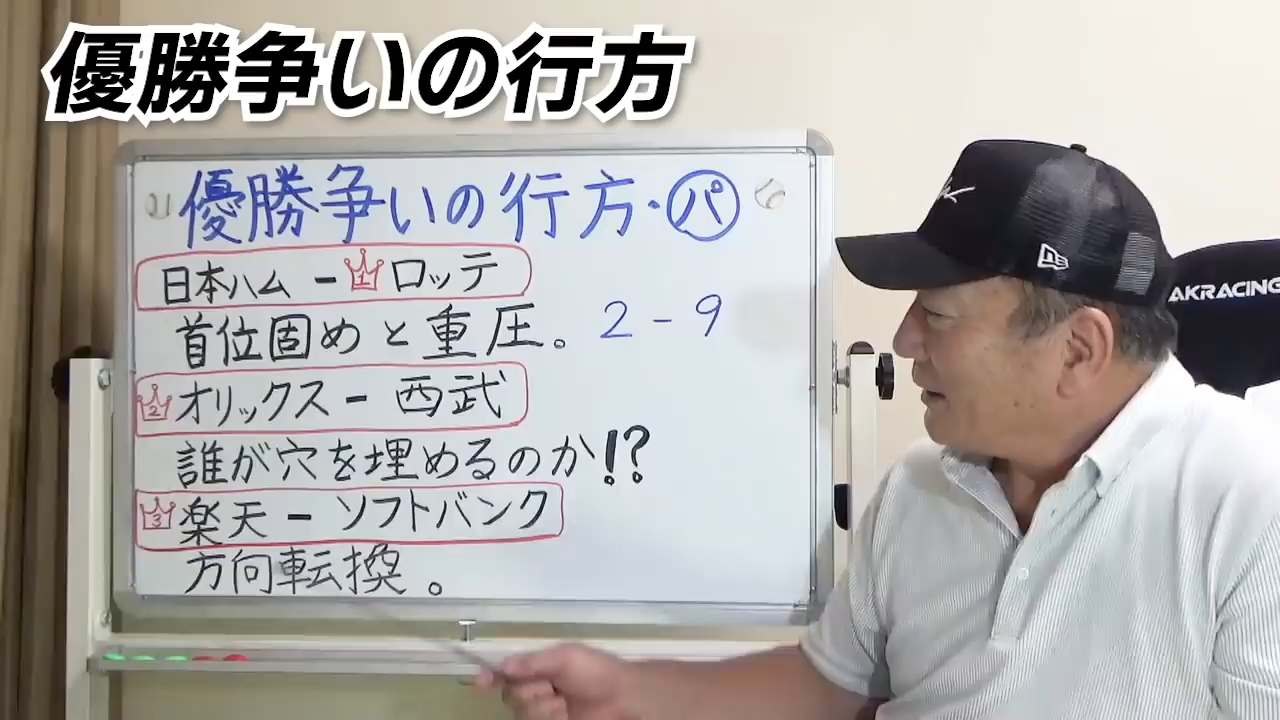 優勝争いの行方
優勝争いの行方・パ
日本ハム - 1 ロッテ
首位固めと重圧。 2-9
2 オリックス - 西武
誰が穴を埋めるのか!?
3 楽天 - ソフトバンク
方向転換。
AKRACING